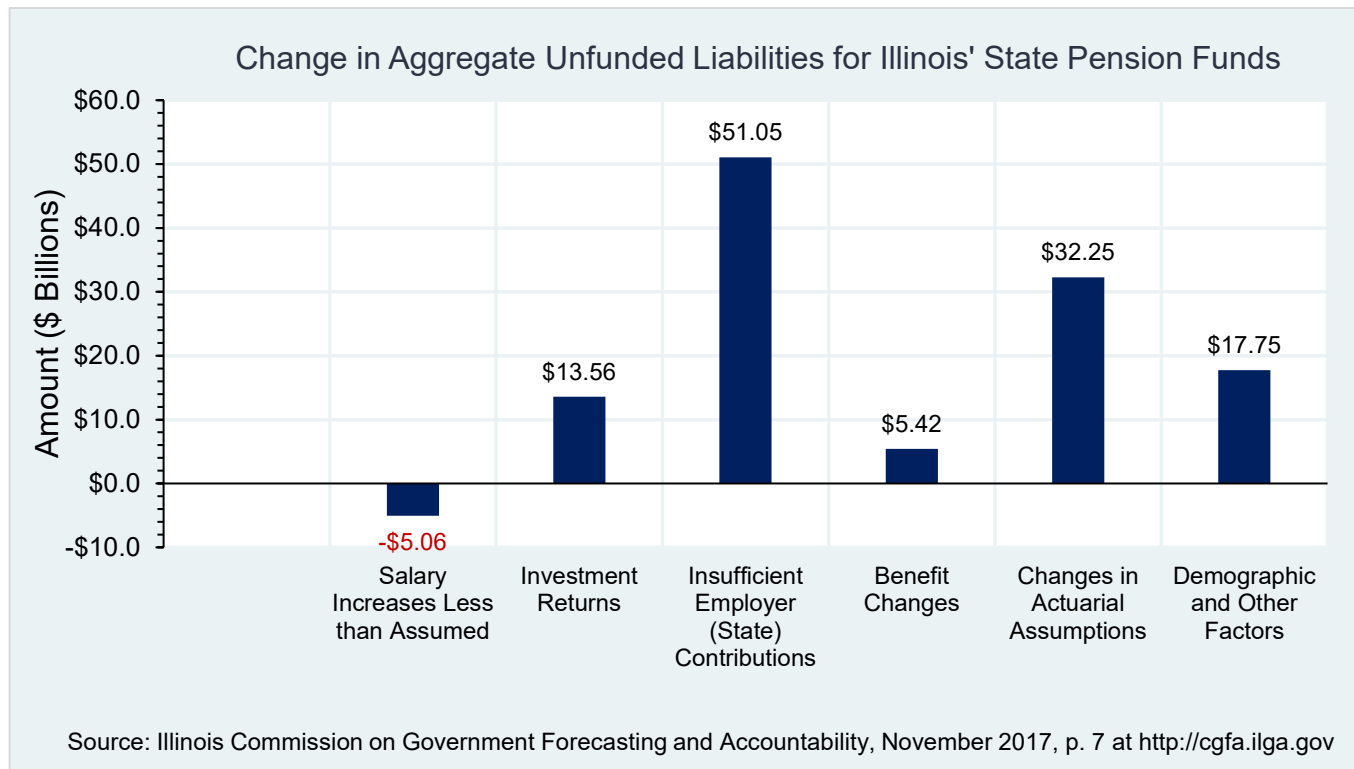 Change in Aggregate Unfunded Liabilities for Illinois' State Pension Funds
Amount ($ Billions)
$60.0
$50.0
$40.0
$30.0
$20.0
$10.0
$0.0
-$10.0
-$5.06
$13.56
$51.05
$5.42
$32.25
$17.75
Salary
Increases Less
than Assumed
Investment
Returns
Insufficient
Employer
(State)
Contributions
Benefit
Changes
Changes in
Actuarial
Assumptions
Demographic
and Other
Factors
Source: Illinois Commission on Government Forecasting and Accountability, November 2017, p. 7 at http://cgfa.ilga.gov